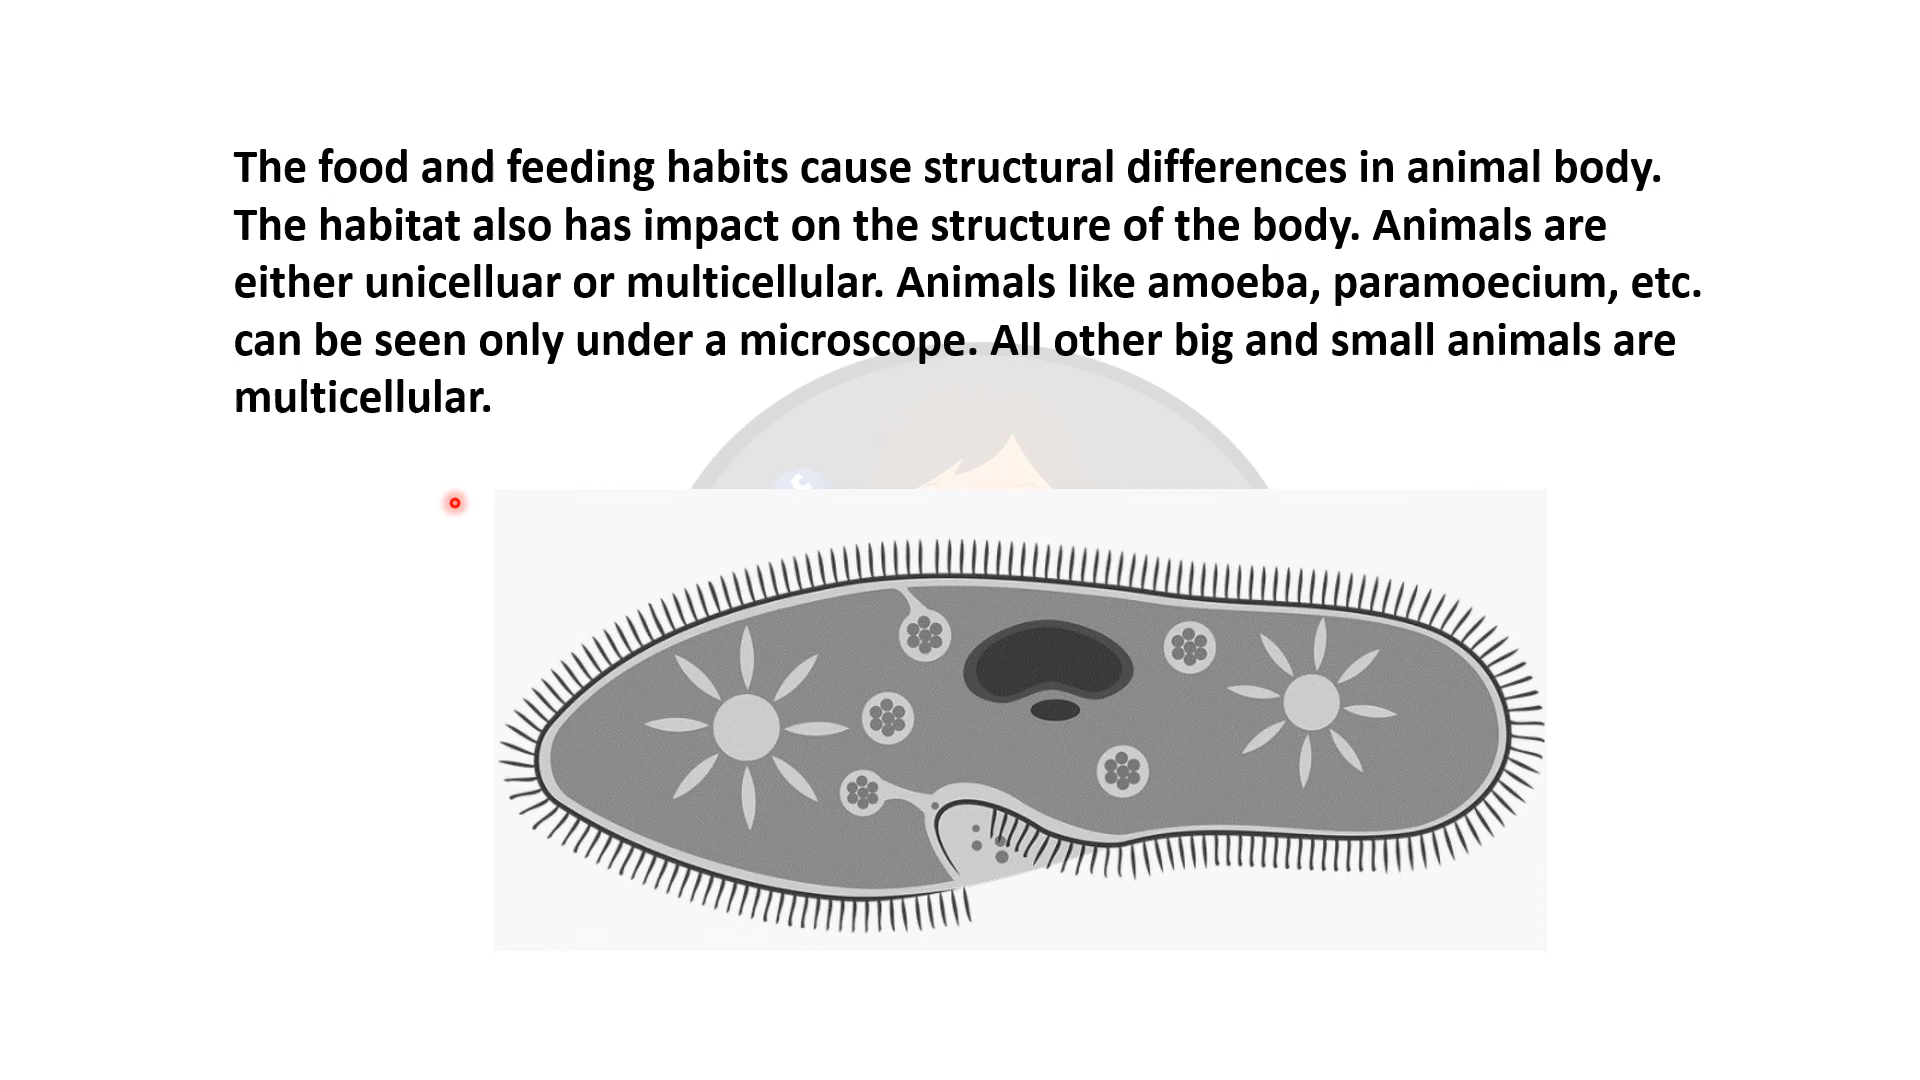 The food and feeding habits cause structural differences in animal body.
The habitat also has impact on the structure of the body. Animals are
either unicelluar or multicellular. Animals like amoeba, paramoecium, etc.
can be seen only under a microscope. All other big and small animals are
multicellular.